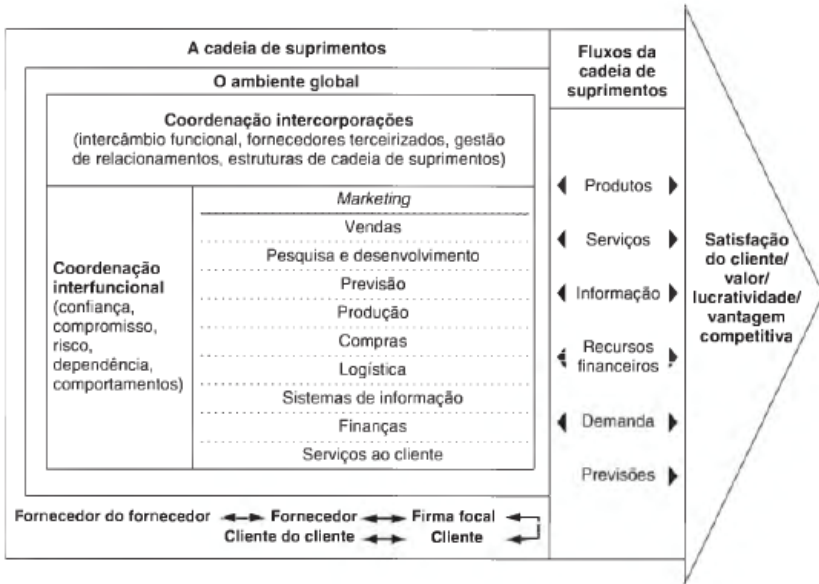 A cadeia de suprimentos
O ambiente global
Coordenação intercorporações
(intercâmbio funcional, fornecedores terceirizados, gestão
de relacionamentos, estruturas de cadeia de suprimentos)
Coordenação
interfuncional
(confiança,
compromisso,
risco,
dependência,
comportamentos)
Marketing
Vendas
Pesquisa e desenvolvimento
Previsão
Produção
Compras
Logística
Sistemas de informação
Finanças
Serviços ao cliente
Fornecedor do fornecedor Fornecedor Firma focal
Cliente do cliente Cliente
Fluxos da
cadeia de
suprimentos
Produtos
Serviços
Informação
Recursos
financeiros
Demanda
Previsões
Satisfação
do cliente/
valor/
lucratividade/
vantagem
competitiva